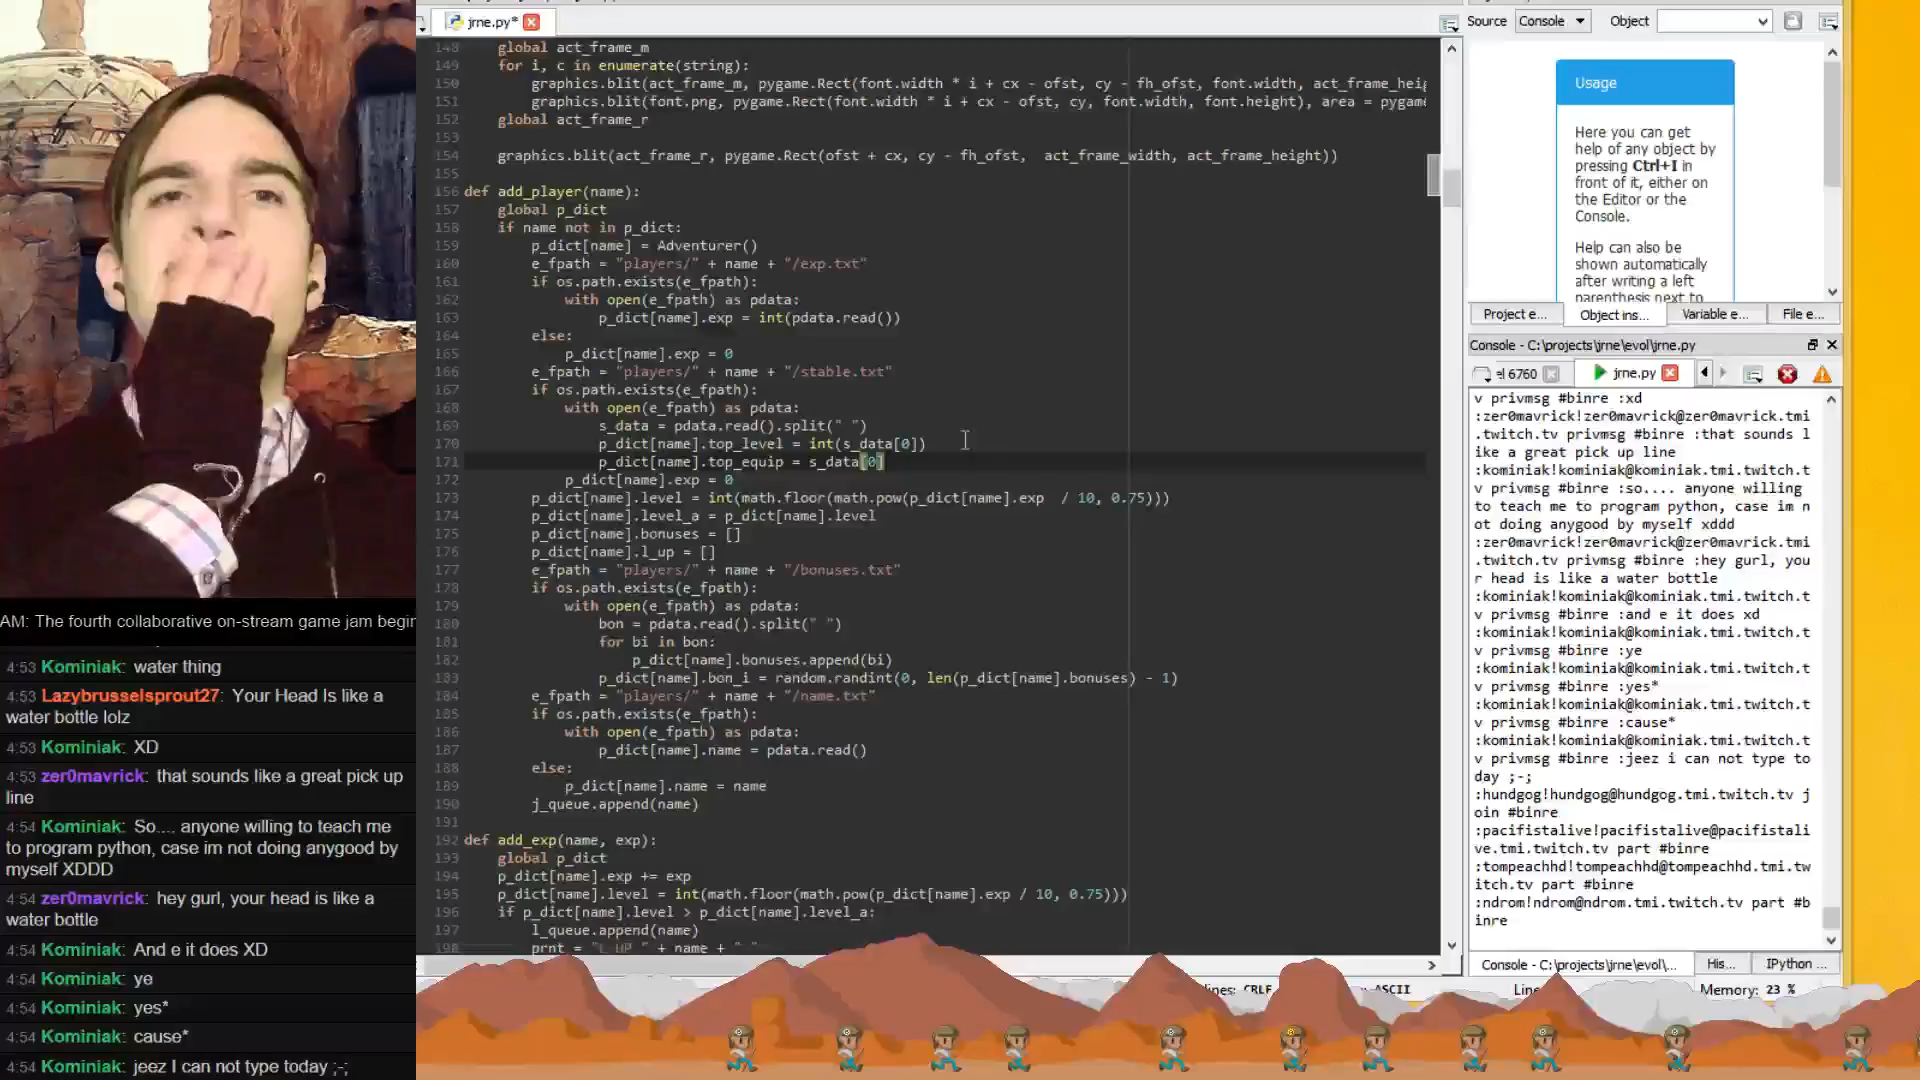 jrne.py*
148 global act_frame_m
149 for i, c in enumerate(string):
150 graphics.blit(act_frame_m, pygame.Rect(font.width * i + cx - ofst, cy - fh_ofst, font.width, act_frame_heig
151 graphics.blit(font.png, pygame.Rect(font.width * i + cx - ofst, cy, font.width, font.height), area = pygame
152 global act_frame_r
153
154 graphics.blit(act_frame_r, pygame.Rect(ofst + cx, cy - fh_ofst, act_frame_width, act_frame_height))
155
156 def add_player(name):
157 global p_dict
158 if name not in p_dict:
159 p_dict[name] = Adventurer()
160 e_fpath = "players/" + name + "/exp.txt"
161 if os.path.exists(e_fpath):
162 with open(e_fpath) as pdata:
163 p_dict[name].exp = int(pdata.read())
164 else:
165 p_dict[name].exp = 0
166 e_fpath = "players/" + name + "/stable.txt"
167 if os.path.exists(e_fpath):
168 with open(e_fpath) as pdata:
169 s_data = pdata.read().split(" ")
170 p_dict[name].top_level = int(s_data[0])
171 p_dict[name].top_equip = s_data[0]
172 p_dict[name].exp = 0
173 p_dict[name].level = int(math.floor(math.pow(p_dict[name].exp / 10, 0.75)))
174 p_dict[name].level_a = p_dict[name].level
175 p_dict[name].bonuses = []
176 p_dict[name].l_up = []
177 e_fpath = "players/" + name + "/bonuses.txt"
178 if os.path.exists(e_fpath):
179 with open(e_fpath) as pdata:
180 bon = pdata.read().split(" ")
181 for bi in bon:
182 p_dict[name].bonuses.append(bi)
183 p_dict[name].bon_i = random.randint(0, len(p_dict[name].bonuses) - 1)
184 e_fpath = "players/" + name + "/name.txt"
185 if os.path.exists(e_fpath):
186 with open(e_fpath) as pdata:
187 p_dict[name].name = pdata.read()
188 else:
189 p_dict[name].name = name
190 j_queue.append(name)
191
192 def add_exp(name, exp):
193 global p_dict
194 p_dict[name].exp += exp
195 p_dict[name].level = int(math.floor(math.pow(p_dict[name].exp / 10, 0.75)))
196 if p_dict[name].level > p_dict[name].level_a:
197 l_queue.append(name)
198 prnt = "L_UP_" + name + "_"
AM: The fourth collaborative on-stream game jam begin
4:53 Kominiak: water thing
4:53 Lazybrusselsprout27: Your Head Is like a
water bottle lolz
4:53 Kominiak: XD
4:53 zer0mavrick: that sounds like a great pick up
line
4:54 Kominiak: So.... anyone willing to teach me
to program python, case im not doing anygood by
myself XDDD
4:54 zer0mavrick: hey gurl, your head is like a
water bottle
4:54 Kominiak: And e it does XD
4:54 Kominiak: ye
4:54 Kominiak: yes*
4:54 Kominiak: cause*
4:54 Kominiak: jeez I can not type today ;-;
Source Console Object
Usage
Here you can get
help of any object by
pressing Ctrl+I in
front of it, either on
the Editor or the
Console.
Help can also be
shown automatically
after writing a left
parenthesis next to
Project e... Object ins... Variable e... File e...
Console - C:\projects\jrne\evol\jrne.py
el 6760 jrne.py
v privmsg #binre :xd
:zer0mavrick!zer0mavrick@zer0mavrick.tmi
.twitch.tv privmsg #binre :that sounds l
ike a great pick up line
:kominiak!kominiak@kominiak.tmi.twitch.t
v privmsg #binre :so.... anyone willing
to teach me to program python, case im n
ot doing anygood by myself xddd
:zer0mavrick!zer0mavrick@zer0mavrick.tmi
.twitch.tv privmsg #binre :hey gurl, you
r head is like a water bottle
:kominiak!kominiak@kominiak.tmi.twitch.t
v privmsg #binre :and e it does xd
:kominiak!kominiak@kominiak.tmi.twitch.t
v privmsg #binre :ye
:kominiak!kominiak@kominiak.tmi.twitch.t
v privmsg #binre :yes*
:kominiak!kominiak@kominiak.tmi.twitch.t
v privmsg #binre :cause*
:kominiak!kominiak@kominiak.tmi.twitch.t
v privmsg #binre :jeez i can not type to
day ;-;
:hundgog!hundgog@hundgog.tmi.twitch.tv j
oin #binre
:pacifistalive!pacifistalive@pacifistali
ve.tmi.twitch.tv part #binre
:tompeachhd!tompeachhd@tompeachhd.tmi.tw
itch.tv part #binre
:ndrom!ndrom@ndrom.tmi.twitch.tv part #b
inre
Console - C:\projects\jrne\evol\... His... IPython ...
lines: CRLF ASCII Line Memory: 23 %